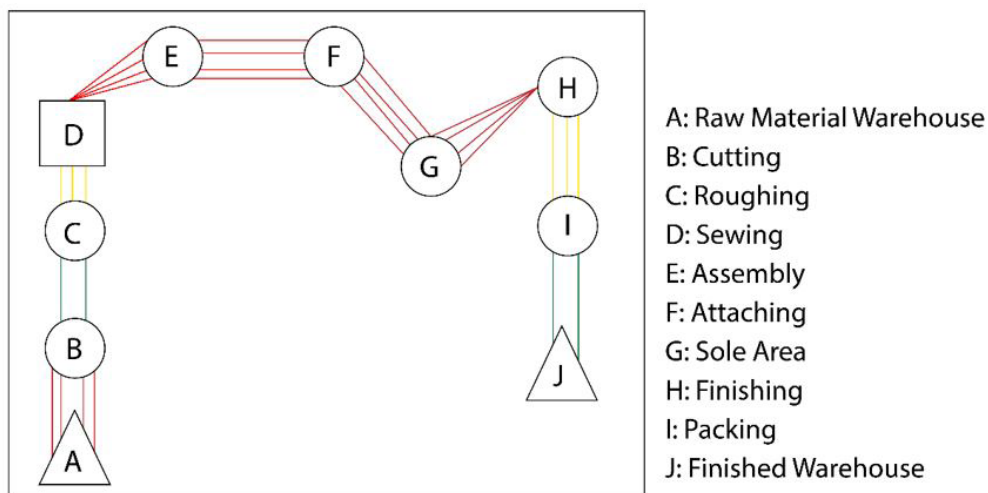 E
F
H
D
G
C
I
B
J
A
A: Raw Material Warehouse
B: Cutting
C: Roughing
D: Sewing
E: Assembly
F: Attaching
G: Sole Area
H: Finishing
I: Packing
J: Finished Warehouse